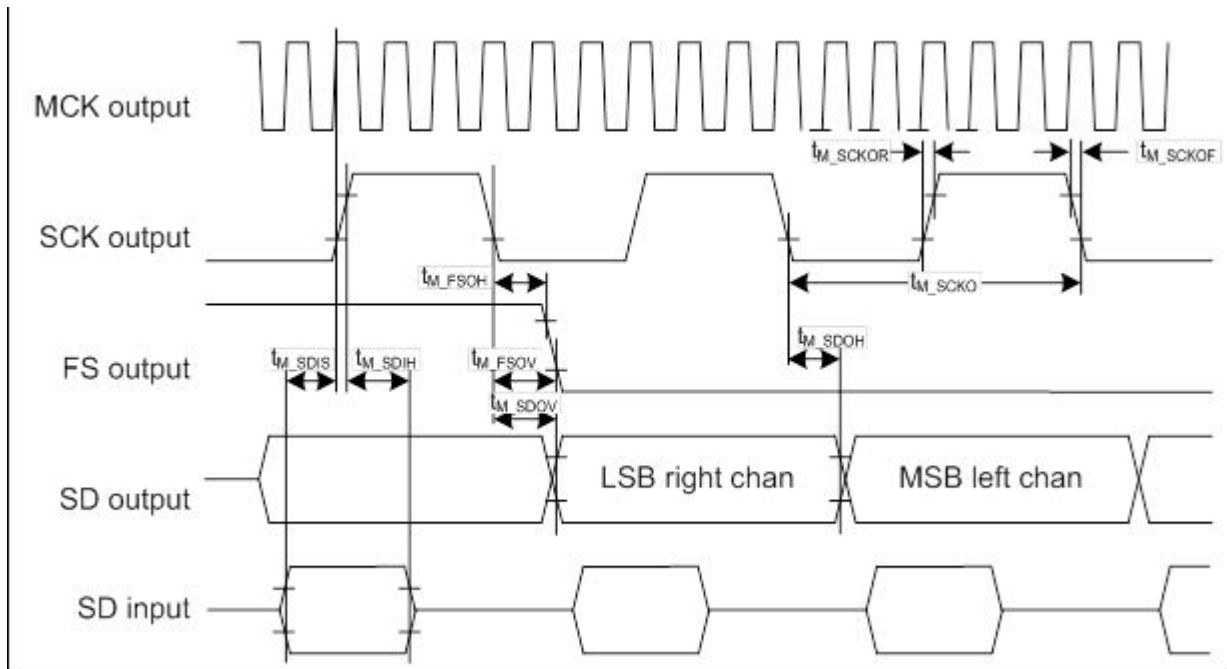 MCK output
tM_SCKOR
tM_SCKOF
SCK output
tM_FSOH
tM_SCKO
tM_SDOH
tM_SDIS
tM_SDIH
tM_FSOV
FS output
tM_SDOV
LSB right chan
MSB left chan
SD output
SD input